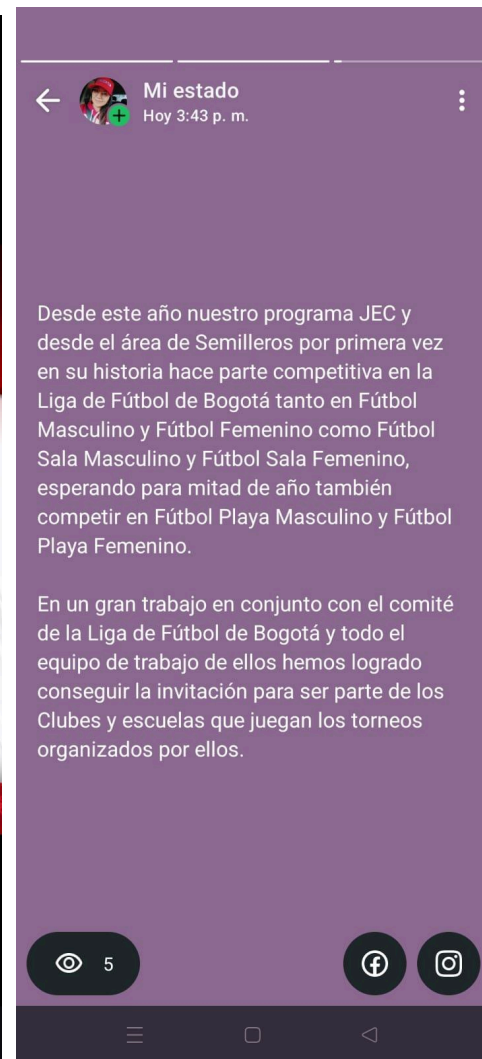 Mi estado
Hoy 3:43 p. m.
Desde este año nuestro programa JEC y
desde el área de Semilleros por primera vez
en su historia hace parte competitiva en la
Liga de Fútbol de Bogotá tanto en Fútbol
Masculino y Fútbol Femenino como Fútbol
Sala Masculino y Fútbol Sala Femenino,
esperando para mitad de año también
competir en Fútbol Playa Masculino y Fútbol
Playa Femenino.
En un gran trabajo en conjunto con el comité
de la Liga de Fútbol de Bogotá y todo el
equipo de trabajo de ellos hemos logrado
conseguir la invitación para ser parte de los
Clubes y escuelas que juegan los torneos
organizados por ellos.
5